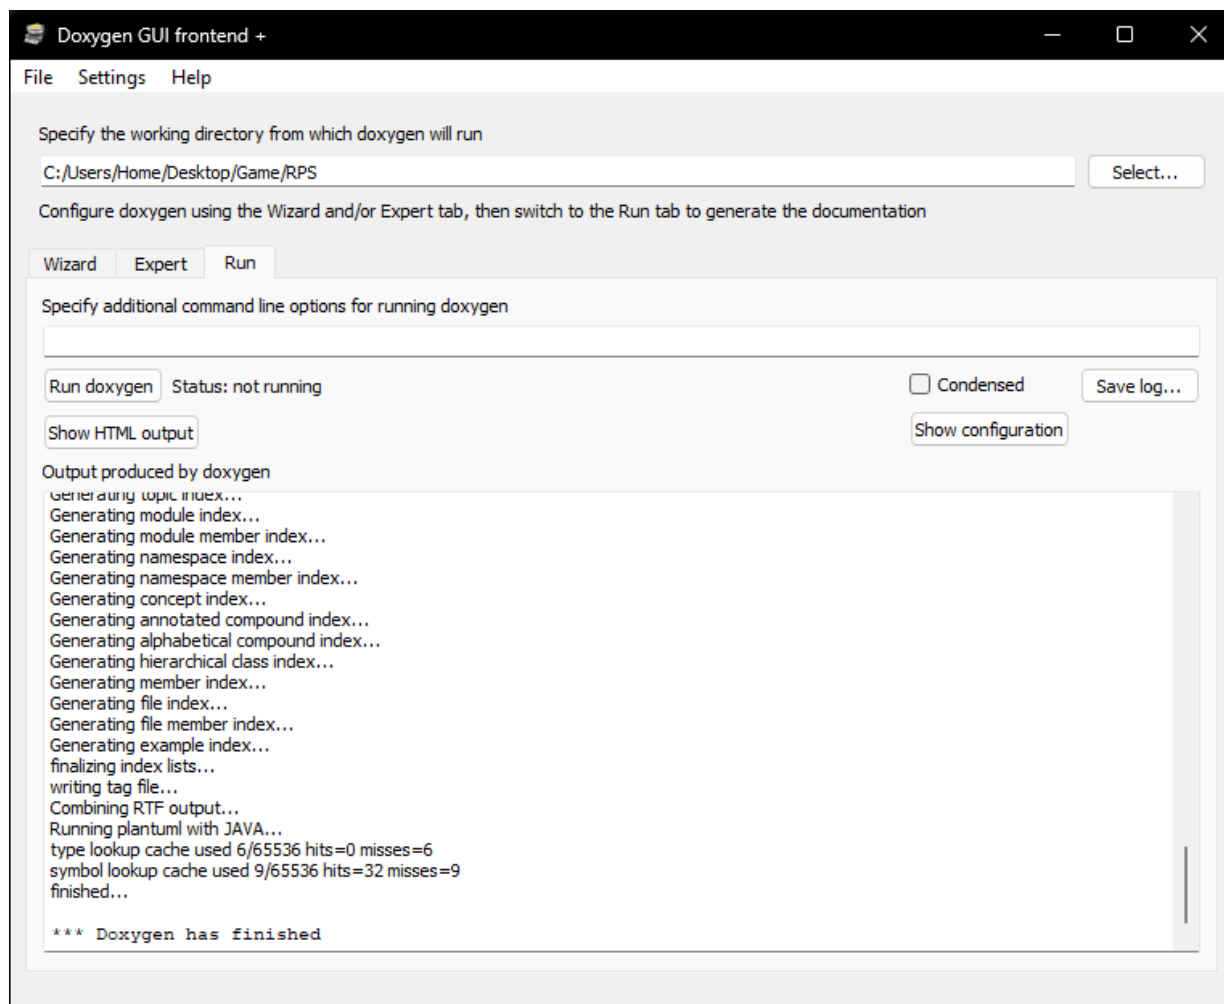 Doxygen GUI frontend +
File Settings Help
Specify the working directory from which doxygen will run
C:/Users/Home/Desktop/Game/RPS
Select...
Configure doxygen using the Wizard and/or Expert tab, then switch to the Run tab to generate the documentation
Wizard Expert Run
Specify additional command line options for running doxygen
Run doxygen Status: not running Condensed Save log...
Show HTML output Show configuration
Output produced by doxygen
Generating topic index...
Generating module index...
Generating module member index...
Generating namespace index...
Generating namespace member index...
Generating concept index...
Generating annotated compound index...
Generating alphabetical compound index...
Generating hierarchical class index...
Generating member index...
Generating file index...
Generating file member index...
Generating example index...
finalizing index lists...
writing tag file...
Combining RTF output...
Running plantuml with JAVA...
type lookup cache used 6/65536 hits=0 misses=6
symbol lookup cache used 9/65536 hits=32 misses=9
finished...
*** Doxygen has finished